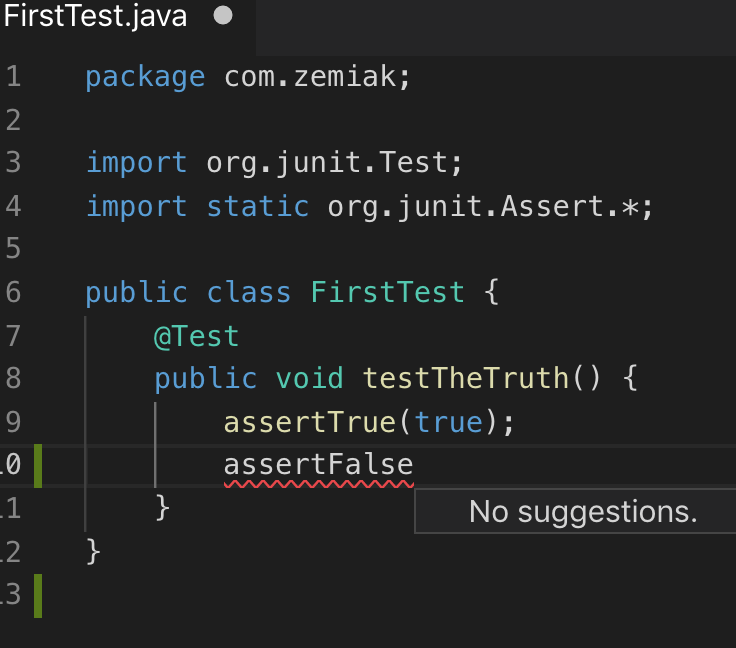 FirstTest.java
1 package com.zemiak;
2
3 import org.junit.Test;
4 import static org.junit.Assert.*;
5
6 public class FirstTest {
7 @Test
8 public void testTheTruth() {
9 assertTrue(true);
10 assertFalse
11 }
No suggestions.
12 }
13